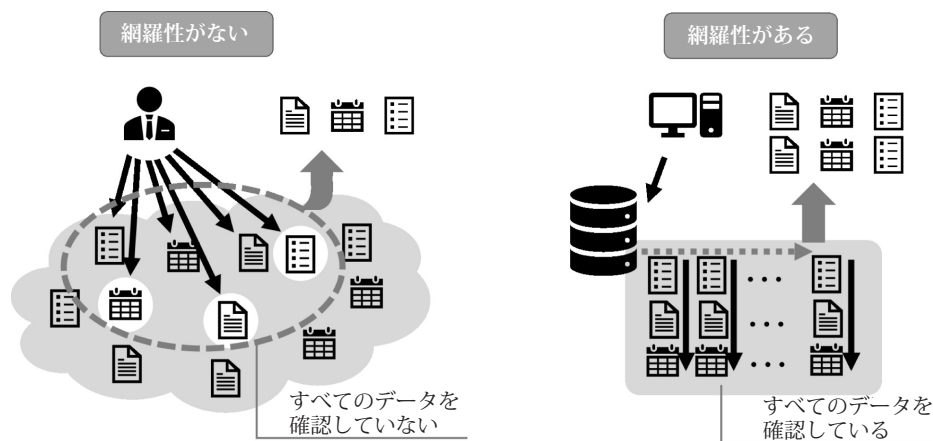 網羅性がない
網羅性がある
すべてのデータを
確認していない
すべてのデータを
確認している